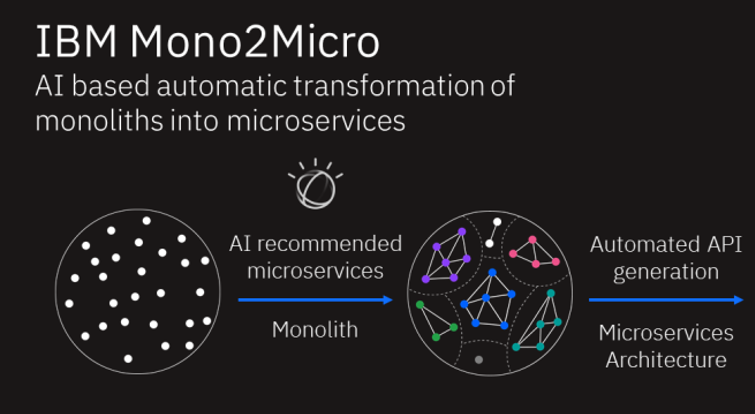 IBM Mono2Micro
AI based automatic transformation of
monoliths into microservices
AI recommended
microservices
Monolith
Automated API
generation
Microservices
Architecture